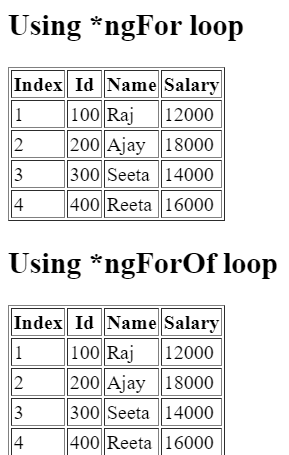 Using *ngFor loop
Index Id Name Salary
1 100 Raj 12000
2 200 Ajay 18000
3 300 Seeta 14000
4 400 Reeta 16000
Using *ngForOf loop
Index Id Name Salary
1 100 Raj 12000
2 200 Ajay 18000
3 300 Seeta 14000
4 400 Reeta 16000